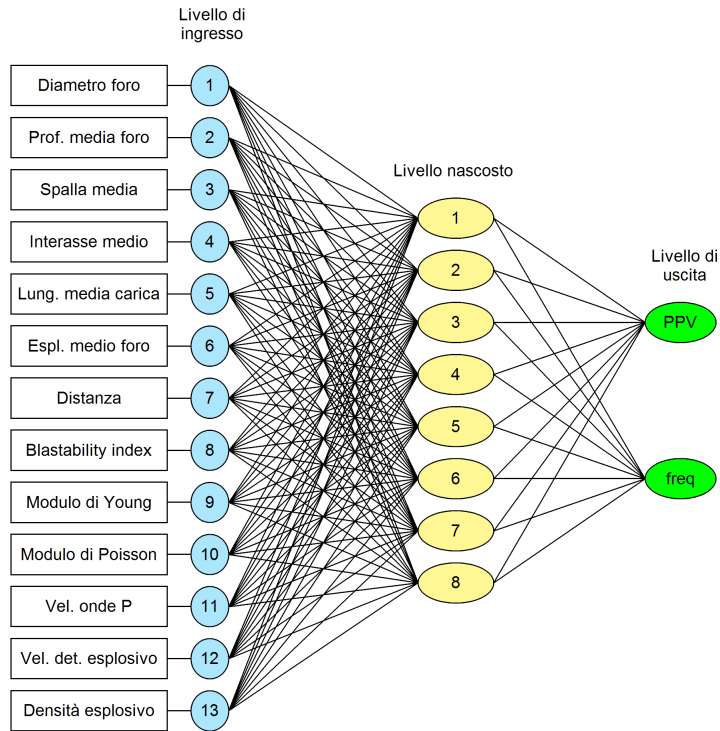 Livello di
ingresso
Diametro foro
1
Prof. media foro
2
Spalla media
3
Interasse medio
4
Lung. media carica
5
Espl. medio foro
6
Distanza
7
Blastability index
8
Modulo di Young
9
Modulo di Poisson
10
Vel. onde P
11
Vel. det. esplosivo
12
Densità esplosivo
13
Livello nascosto
1
2
3
4
5
6
7
8
Livello di
uscita
PPV
freq